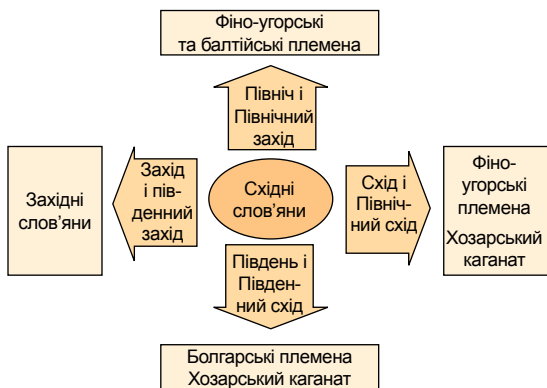 Фіно-угорські
та балтійські племена
Північ і
Північний
захід
Західні
слов’яни
Захід
і пів-
денний
захід
Східні
слов’яни
Схід і
Північ-
ний схід
Фіно-
угорські
племена
Хозарський
каганат
Південь і
Півден-
ний схід
Болгарські племена
Хозарський каганат